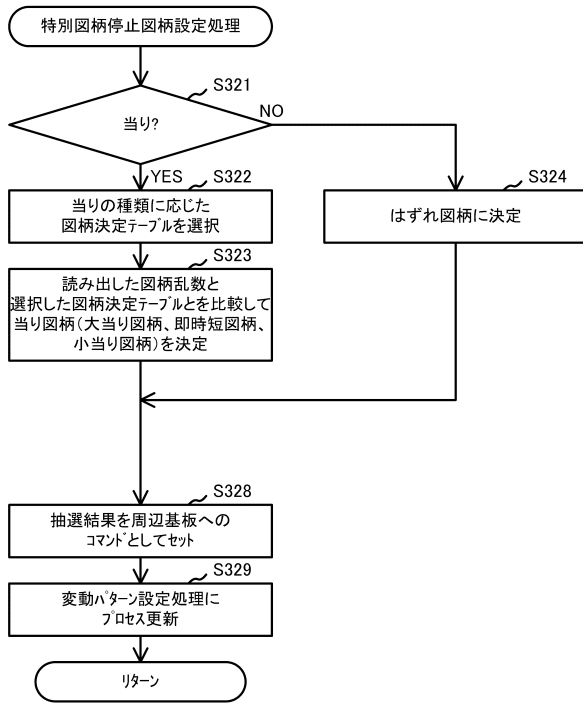 特別図柄停止図柄設定処理
S321
当り?
NO
YES
S322
当りの種類に応じた
図柄決定テーブルを選択
S324
はずれ図柄に決定
S323
読み出した図柄乱数と
選択した図柄決定テーブルとを比較して
当り図柄(大当り図柄、即時短図柄、
小当り図柄)を決定
S328
抽選結果を周辺基板への
コマンドとしてセット
S329
変動パターン設定処理に
プロセス更新
リターン